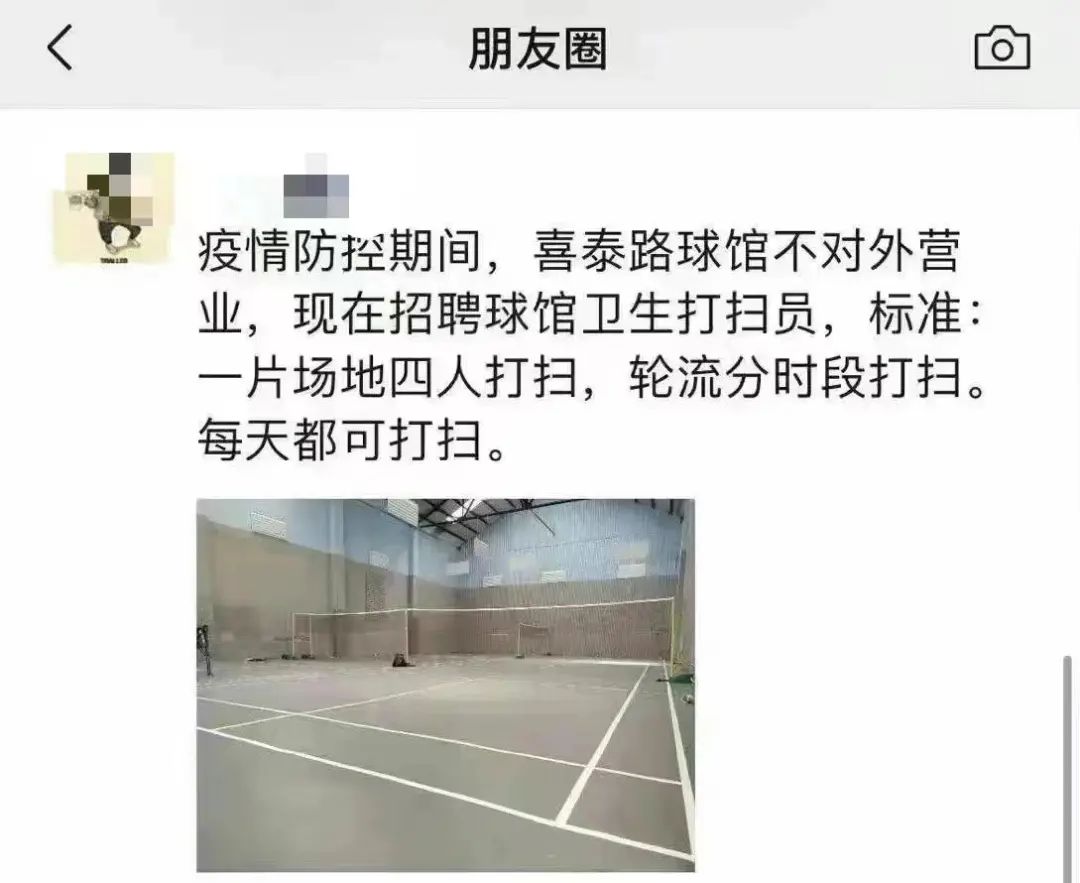 朋友圈
疫情防控期间，喜泰路球馆不对外营
业，现在招聘球馆卫生打扫员，标准：
一片场地四人打扫，轮流分时段打扫。
每天都可打扫。